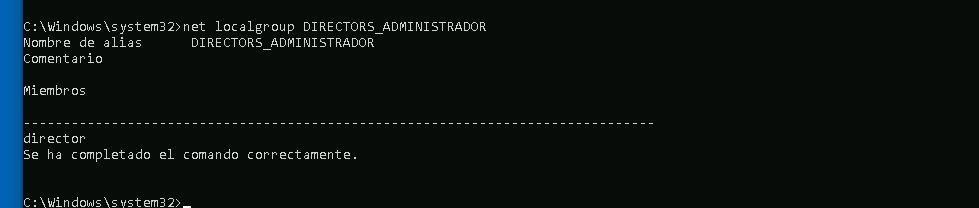 C:\Windows\system32>net localgroup DIRECTORS_ADMINISTRADOR
Nombre de alias      DIRECTORS_ADMINISTRADOR
Comentario
Miembros
-------------------------------------------------------------------------------
director
Se ha completado el comando correctamente.
C:\Windows\system32>_